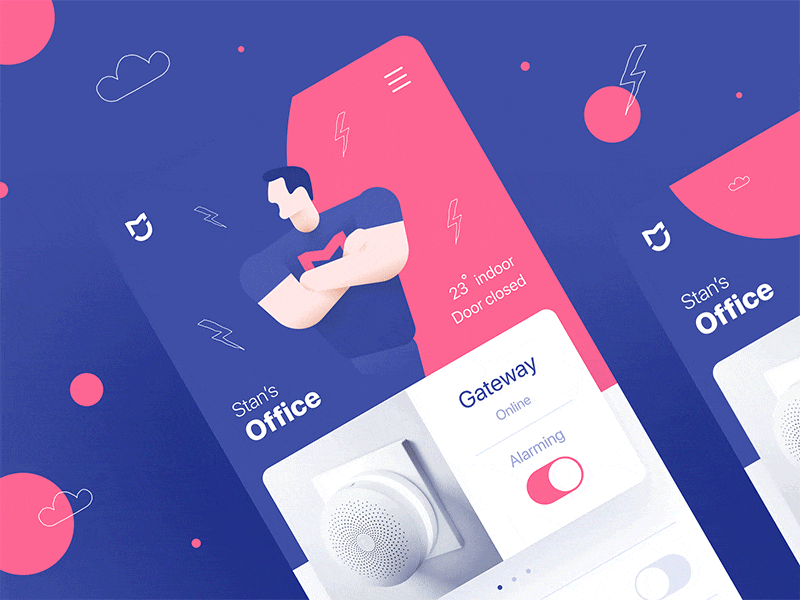 23° indoor
Door closed
Stan's
Office
Gateway
Online
Alarming
Stan's
Office